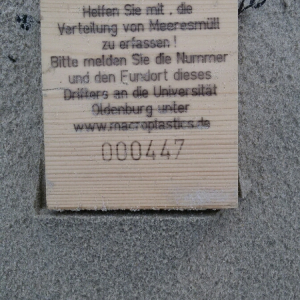 Helfen Sie mit, die
Verteilung von Meeresmüll
zu erfassen!
Bitte melden Sie die Nummer
und den Fundort dieses
Drifters an die Universität
Oldenburg unter
www.macroplastics.de
000447